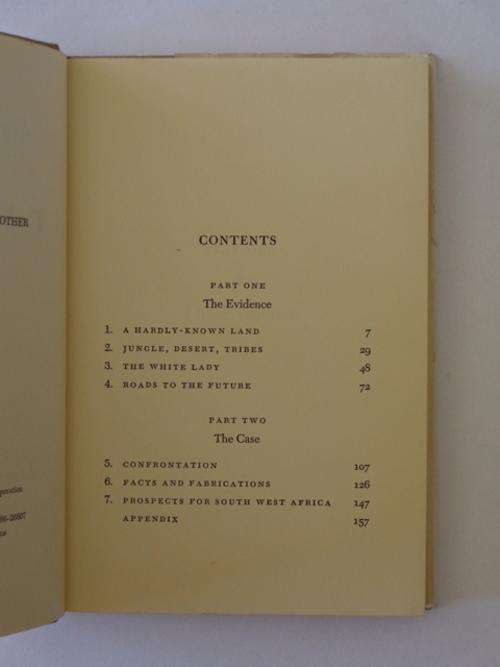 OTHER
CONTENTS
PART ONE
The Evidence
1. A HARDLY-KNOWN LAND 7
2. JUNGLE, DESERT, TRIBES 29
3. THE WHITE LADY 48
4. ROADS TO THE FUTURE 72
PART TWO
The Case
5. CONFRONTATION 107
6. FACTS AND FABRICATIONS 126
7. PROSPECTS FOR SOUTH WEST AFRICA 147
APPENDIX 157